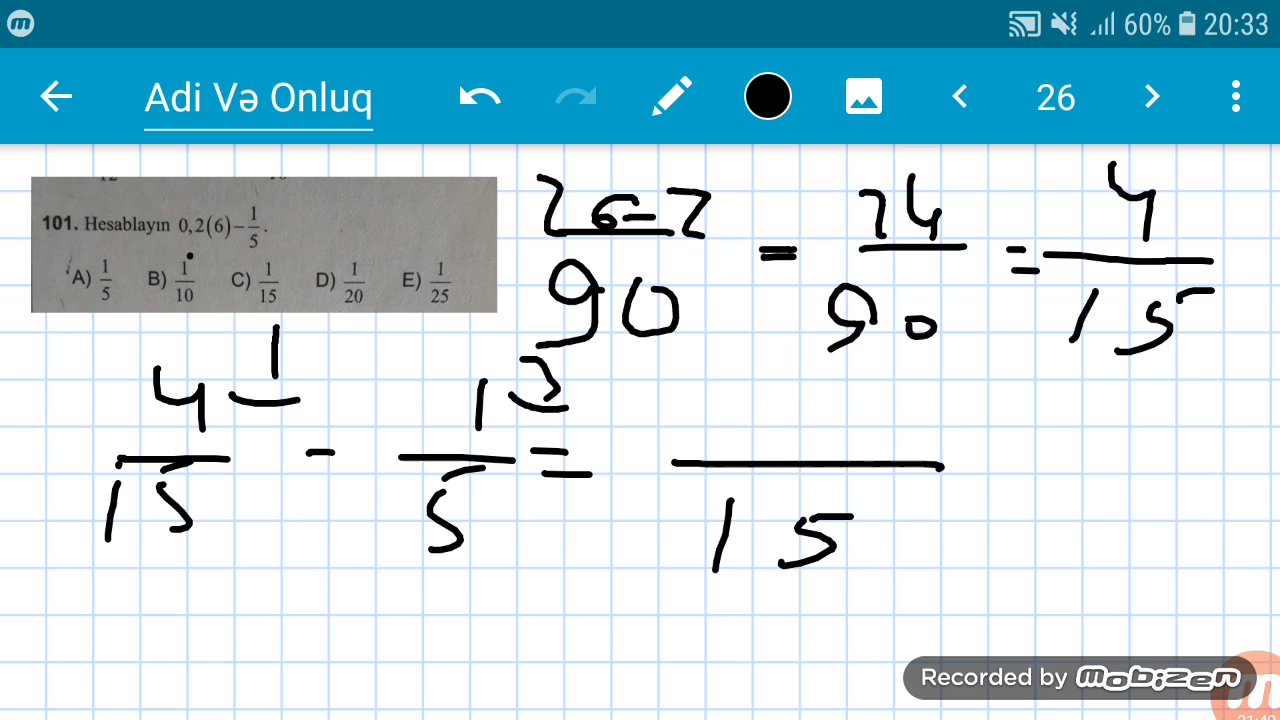 60% 20:33
Adi Və Onluq 26
101. Hesablayın 0,2(6) − 1/5.
A) 1/5 B) 1/10 C) 1/15 D) 1/20 E) 1/25
26−2/90 = 24/90 = 4/15
4/15 1 − 1/5 3 = /15
Recorded by mobizen